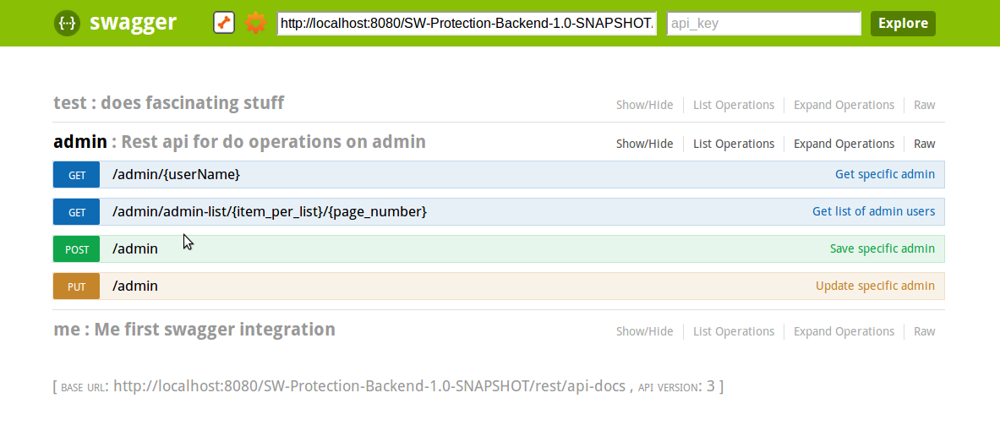 {···} swagger http://localhost:8080/SW-Protection-Backend-1.0-SNAPSHOT. api_key Explore
test : does fascinating stuff Show/Hide List Operations Expand Operations Raw
admin : Rest api for do operations on admin Show/Hide List Operations Expand Operations Raw
GET /admin/{userName} Get specific admin
GET /admin/admin-list/{item_per_list}/{page_number} Get list of admin users
POST /admin Save specific admin
PUT /admin Update specific admin
me : Me first swagger integration Show/Hide List Operations Expand Operations Raw
[ BASE URL: http://localhost:8080/SW-Protection-Backend-1.0-SNAPSHOT/rest/api-docs , API VERSION: 3 ]